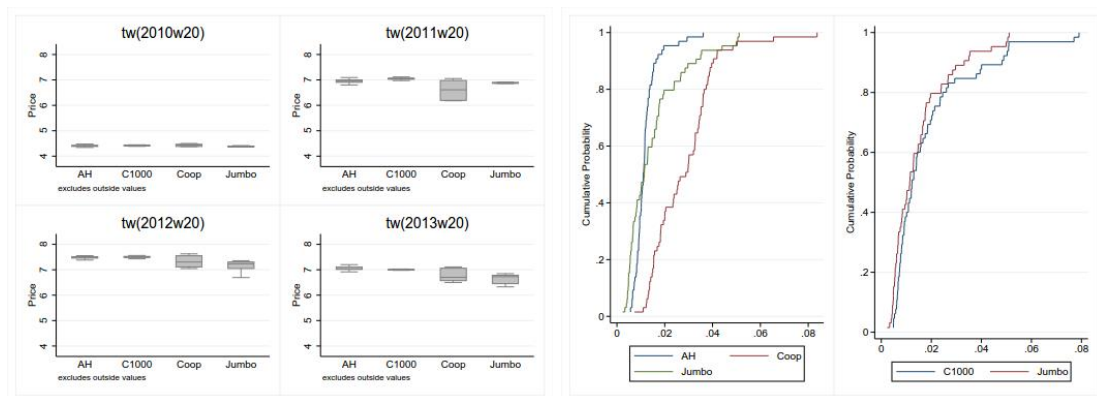 tw(2010w20)
Price
8
7
6
5
4
AH C1000 Coop Jumbo
excludes outside values
tw(2011w20)
Price
8
7
6
5
4
AH C1000 Coop Jumbo
excludes outside values
tw(2012w20)
Price
8
7
6
5
4
AH C1000 Coop Jumbo
excludes outside values
tw(2013w20)
Price
8
7
6
5
4
AH C1000 Coop Jumbo
excludes outside values
Cumulative Probability
1
.8
.6
.4
.2
0
0 .02 .04 .06 .08
AH Coop
Jumbo
Cumulative Probability
1
.8
.6
.4
.2
0
0 .02 .04 .06 .08
C1000 Jumbo